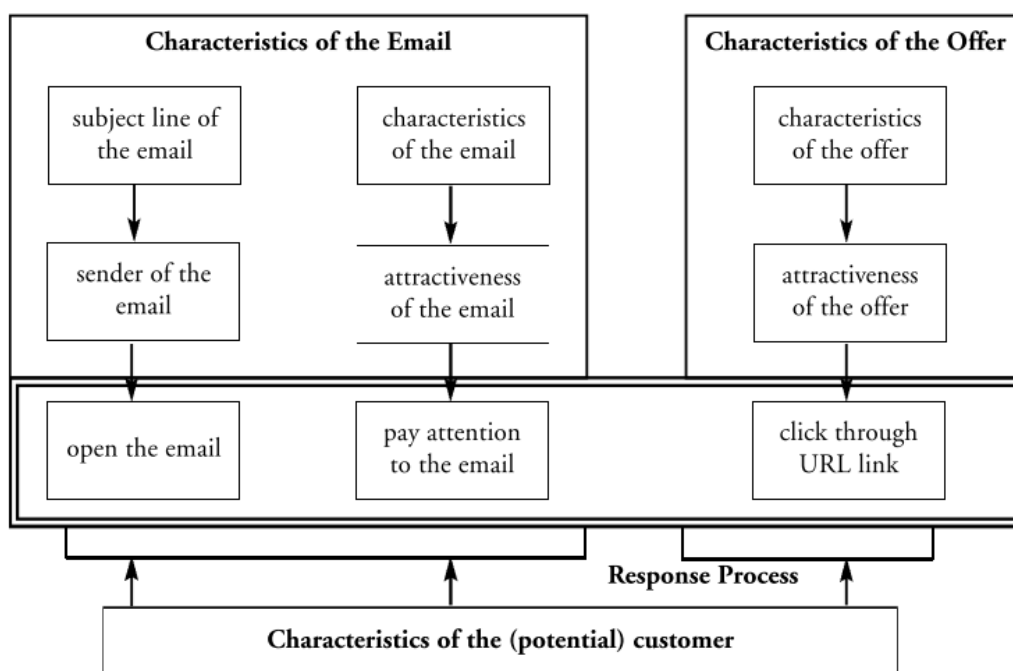 Characteristics of the Email
Characteristics of the Offer
subject line of
the email
characteristics
of the email
characteristics
of the offer
sender of the
email
attractiveness
of the email
attractiveness
of the offer
open the email
pay attention
to the email
click through
URL link
Response Process
Characteristics of the (potential) customer